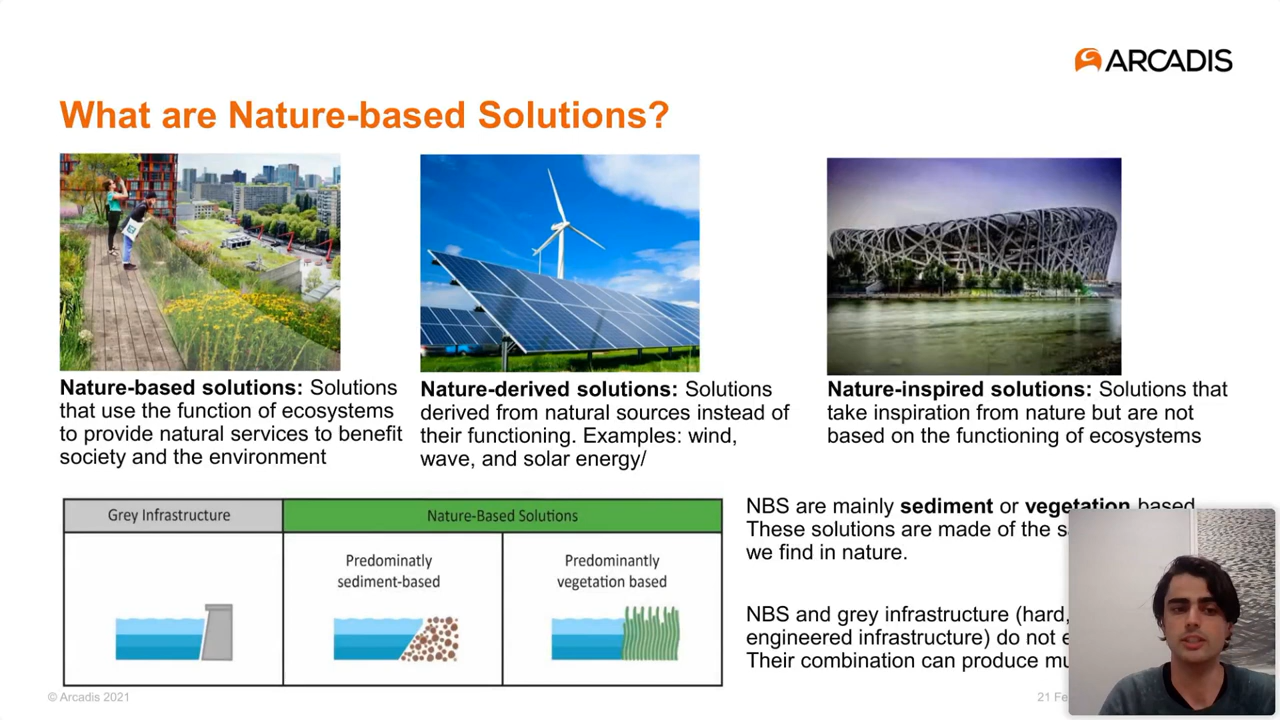 ARCADIS
What are Nature-based Solutions?
Nature-based solutions: Solutions
that use the function of ecosystems
to provide natural services to benefit
society and the environment
Nature-derived solutions: Solutions
derived from natural sources instead of
their functioning. Examples: wind,
wave, and solar energy/
Nature-inspired solutions: Solutions that
take inspiration from nature but are not
based on the functioning of ecosystems
Grey Infrastructure
Nature-Based Solutions
Predominatly
sediment-based
Predominantly
vegetation based
NBS are mainly sediment or vegetation based
These solutions are made of the
we find in nature.
NBS and grey infrastructure (hard,
engineered infrastructure) do not
Their combination can produce
© Arcadis 2021
21